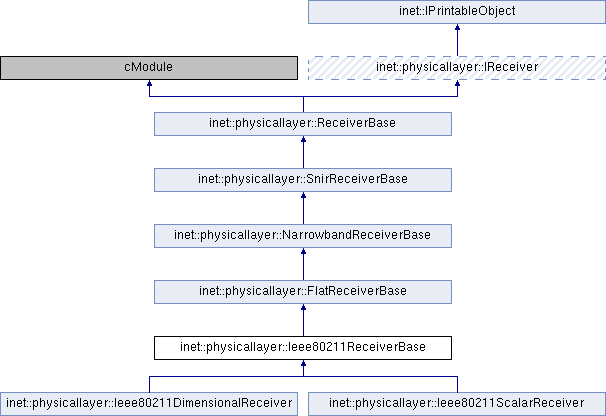 inet::IPrintableObject
cModule
inet::physicallayer::IReceiver
inet::physicallayer::ReceiverBase
inet::physicallayer::SnirReceiverBase
inet::physicallayer::NarrowbandReceiverBase
inet::physicallayer::FlatReceiverBase
inet::physicallayer::Ieee80211ReceiverBase
inet::physicallayer::Ieee80211DimensionalReceiver
inet::physicallayer::Ieee80211ScalarReceiver